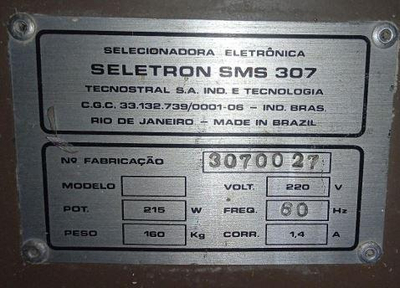 SELECIONADORA ELETRÔNICA
SELETRON SMS 307
TECNOSTRAL S.A. IND. E TECNOLOGIA
C.G.C. 33.132.739/0001-06 – IND. BRAS.
RIO DE JANEIRO – MADE IN BRAZIL
Nº FABRICAÇÃO 3070027
MODELO VOLT. 220 V
POT. 215 W FREQ. 60 Hz
PESO 160 Kg CORR. 1,4 A